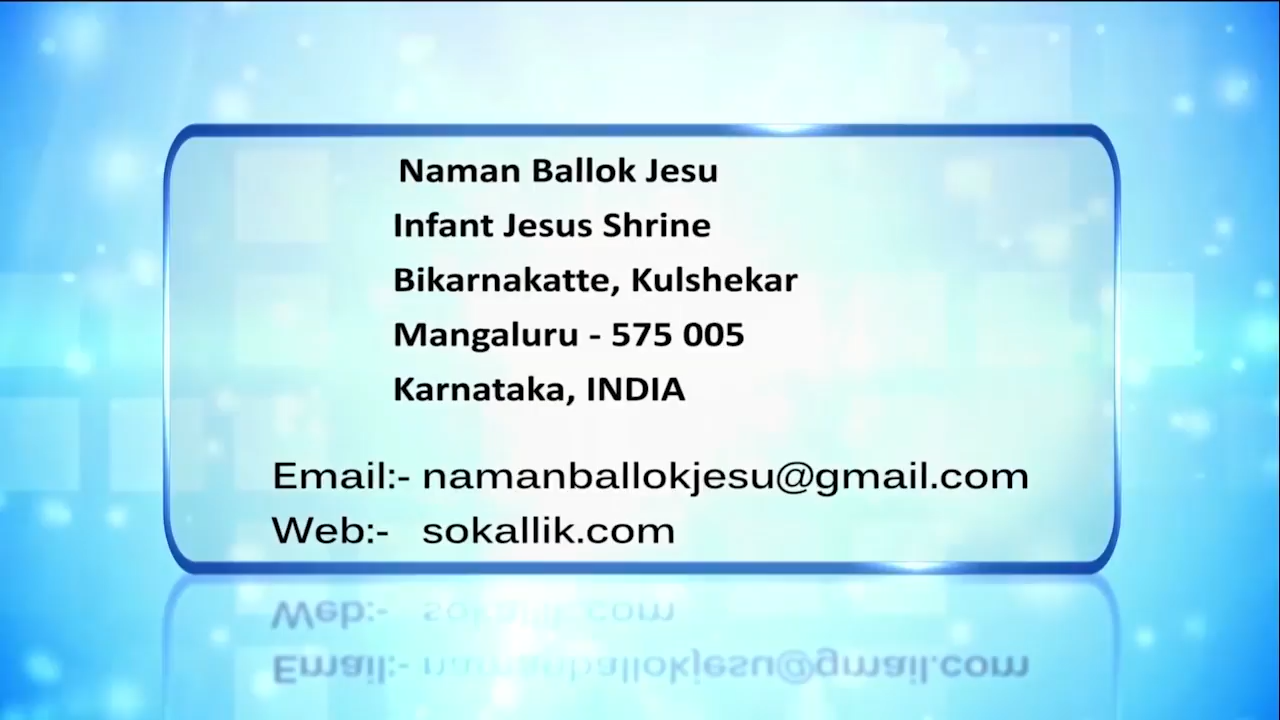 Naman Ballok Jesu
Infant Jesus Shrine
Bikarnakatte, Kulshekar
Mangaluru - 575 005
Karnataka, INDIA
Email:- namanballokjesu@gmail.com
Web:- sokallik.com